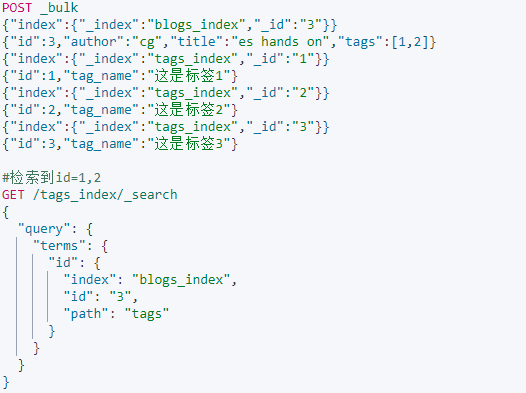 POST _bulk
{"index":{"_index":"blogs_index","_id":"3"}}
{"id":3,"author":"cg","title":"es hands on","tags":[1,2]}
{"index":{"_index":"tags_index","_id":"1"}}
{"id":1,"tag_name":"这是标签1"}
{"index":{"_index":"tags_index","_id":"2"}}
{"id":2,"tag_name":"这是标签2"}
{"index":{"_index":"tags_index","_id":"3"}}
{"id":3,"tag_name":"这是标签3"}

#检索到id=1,2
GET /tags_index/_search
{
  "query": {
    "terms": {
      "id": {
        "index": "blogs_index",
        "id": "3",
        "path": "tags"
      }
    }
  }
}